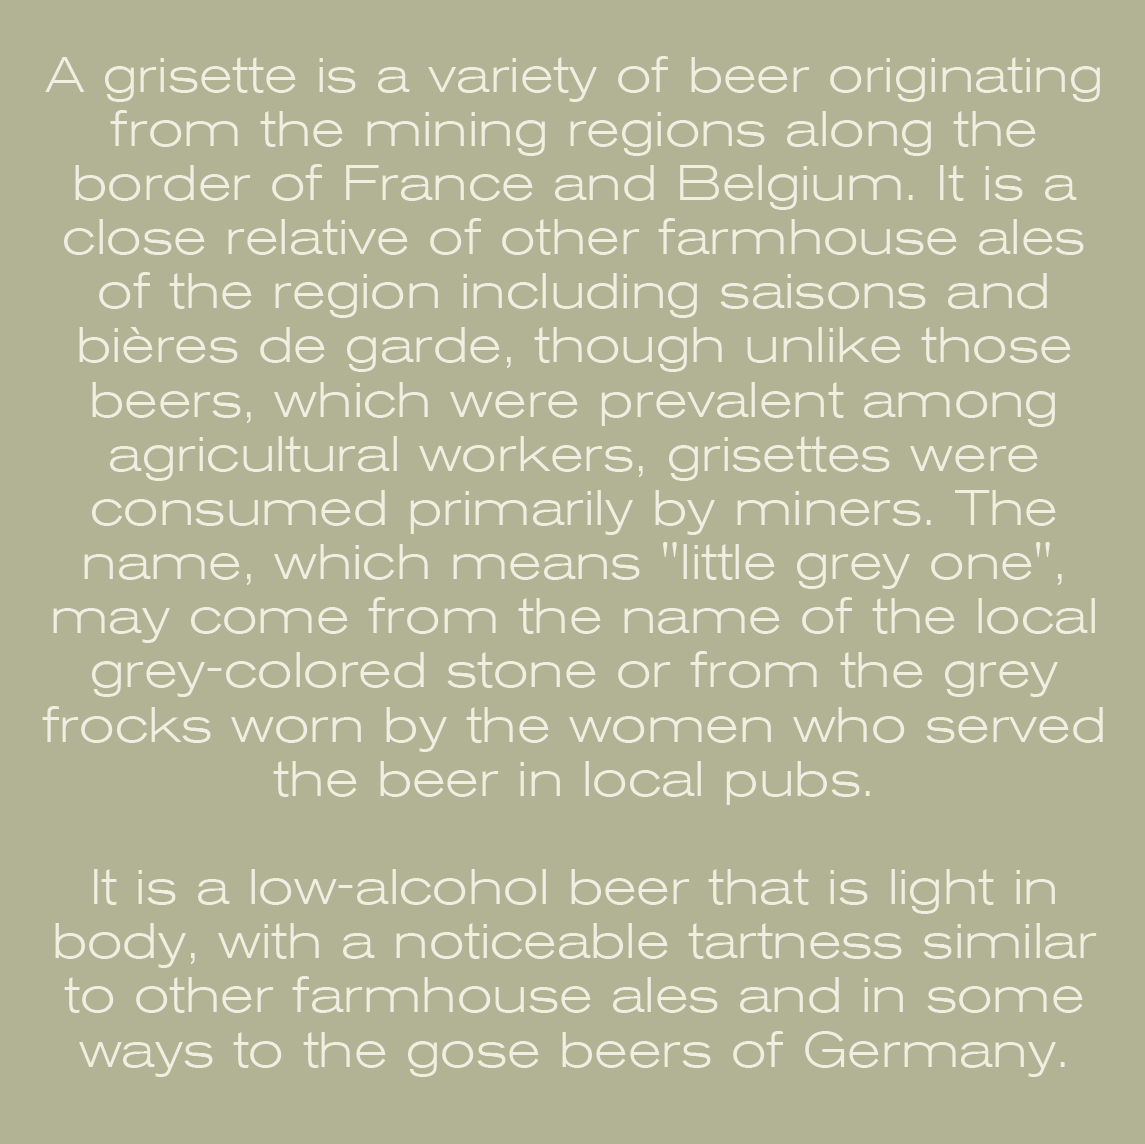 A grisette is a variety of beer originating
from the mining regions along the
border of France and Belgium. It is a
close relative of other farmhouse ales
of the region including saisons and
bières de garde, though unlike those
beers, which were prevalent among
agricultural workers, grisettes were
consumed primarily by miners. The
name, which means "little grey one",
may come from the name of the local
grey-colored stone or from the grey
frocks worn by the women who served
the beer in local pubs.
It is a low-alcohol beer that is light in
body, with a noticeable tartness similar
to other farmhouse ales and in some
ways to the gose beers of Germany.